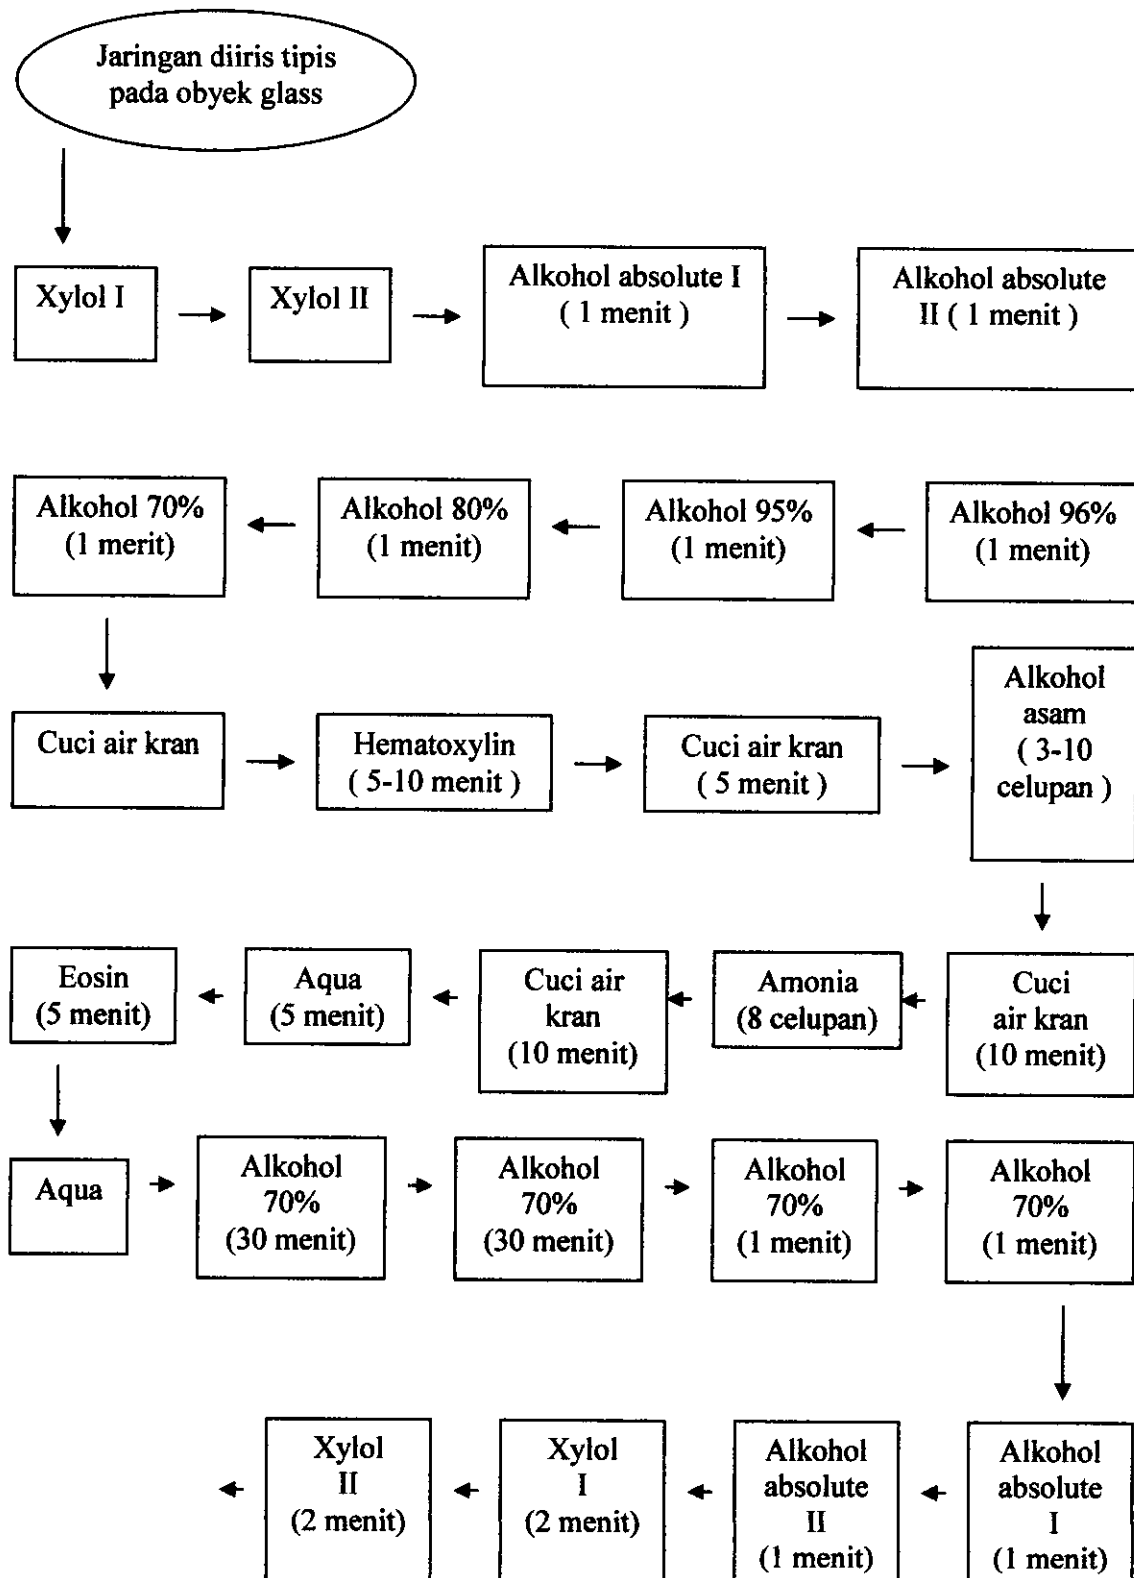 Jaringan diiris tipis
pada obyek glass
Xylol I
Xylol II
Alkohol absolute I
( 1 menit )
Alkohol absolute
II ( 1 menit )
Alkohol 96%
(1 menit)
Alkohol 95%
(1 menit)
Alkohol 80%
(1 menit)
Alkohol 70%
(1 merit)
Cuci air kran
Hematoxylin
( 5-10 menit )
Cuci air kran
( 5 menit )
Alkohol
asam
( 3-10
celupan )
Cuci
air kran
(10 menit)
Amonia
(8 celupan)
Cuci air
kran
(10 menit)
Aqua
(5 menit)
Eosin
(5 menit)
Aqua
Alkohol
70%
(30 menit)
Alkohol
70%
(30 menit)
Alkohol
70%
(1 menit)
Alkohol
70%
(1 menit)
Alkohol
absolute
I
(1 menit)
Alkohol
absolute
II
(1 menit)
Xylol
I
(2 menit)
Xylol
II
(2 menit)